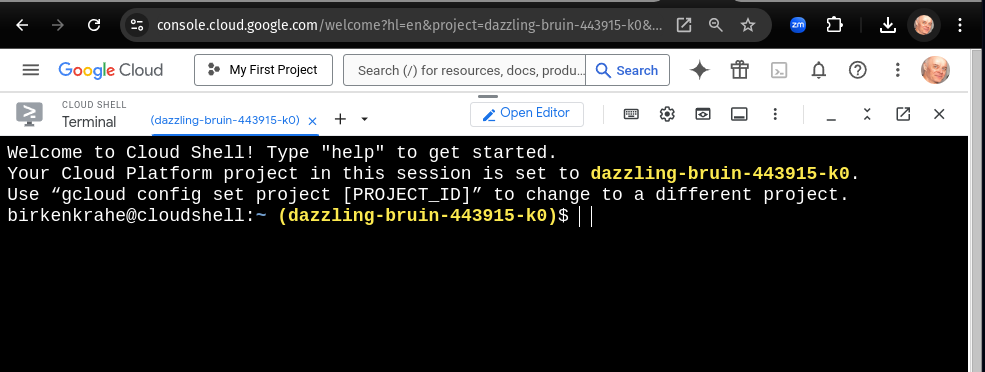 console.cloud.google.com/welcome?hl=en&project=dazzling-bruin-443915-k0&...
zm
Google Cloud My First Project Search (/) for resources, docs, produ... Search
CLOUD SHELL
Terminal (dazzling-bruin-443915-k0) Open Editor
Welcome to Cloud Shell! Type "help" to get started.
Your Cloud Platform project in this session is set to dazzling-bruin-443915-k0.
Use “gcloud config set project [PROJECT_ID]” to change to a different project.
birkenkrahe@cloudshell:~ (dazzling-bruin-443915-k0)$